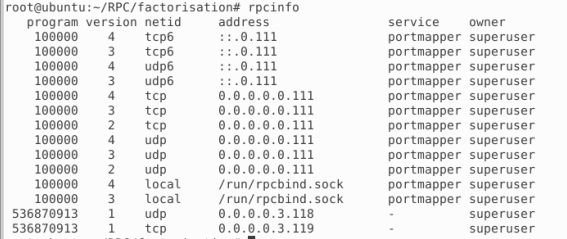 root@ubuntu:~/RPC/factorisation# rpcinfo
program version netid address service owner
100000 4 tcp6 ::.0.111 portmapper superuser
100000 3 tcp6 ::.0.111 portmapper superuser
100000 4 udp6 ::.0.111 portmapper superuser
100000 3 udp6 ::.0.111 portmapper superuser
100000 4 tcp 0.0.0.0.0.111 portmapper superuser
100000 3 tcp 0.0.0.0.0.111 portmapper superuser
100000 2 tcp 0.0.0.0.0.111 portmapper superuser
100000 4 udp 0.0.0.0.0.111 portmapper superuser
100000 3 udp 0.0.0.0.0.111 portmapper superuser
100000 2 udp 0.0.0.0.0.111 portmapper superuser
100000 4 local /run/rpcbind.sock portmapper superuser
100000 3 local /run/rpcbind.sock portmapper superuser
536870913 1 udp 0.0.0.0.3.118 - superuser
536870913 1 tcp 0.0.0.0.3.119 - superuser